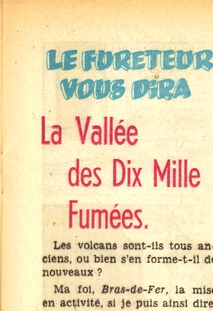 LE FURETEUR
VOUS DIRA
La Vallée
des Dix Mille
Fumées.
Les volcans sont-ils tous an-
ciens, ou bien s'en forme-t-il de
nouveaux ?
Ma foi, Bras-de-Fer, la mise
en activité, si je puis ainsi dire